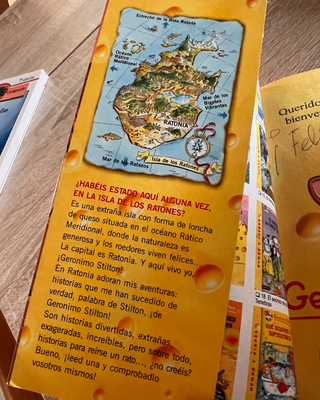 Estrecho de la Rata Ratada
Océano
Rático
Meridional
Mar de los
Bigotes
Vibrantes
RATONIA
Mar de Ratazos
Isla de los Ratones
¿HABÉIS ESTADO AQUÍ ALGUNA VEZ,
EN LA ISLA DE LOS RATONES?
Es una extraña isla con forma de loncha
de queso situada en el océano Rático
Meridional, donde la naturaleza es
generosa y los roedores viven felices...
La capital es Ratonia. Y aquí vivo yo,
¡Geronimo Stilton!
En Ratonia adoran mis aventuras:
historias que me han sucedido de
verdad, palabra de Stilton, ¡de
Geronimo Stilton!
Son historias divertidas, extrañas,
exageradas, increíbles, pero sobre todo,
historias para reírse un rato..., ¿no creéis?
Bueno, ¡leed una y comprobadlo
vosotros mismos!
Querido
bienve
¡Feli
Ge